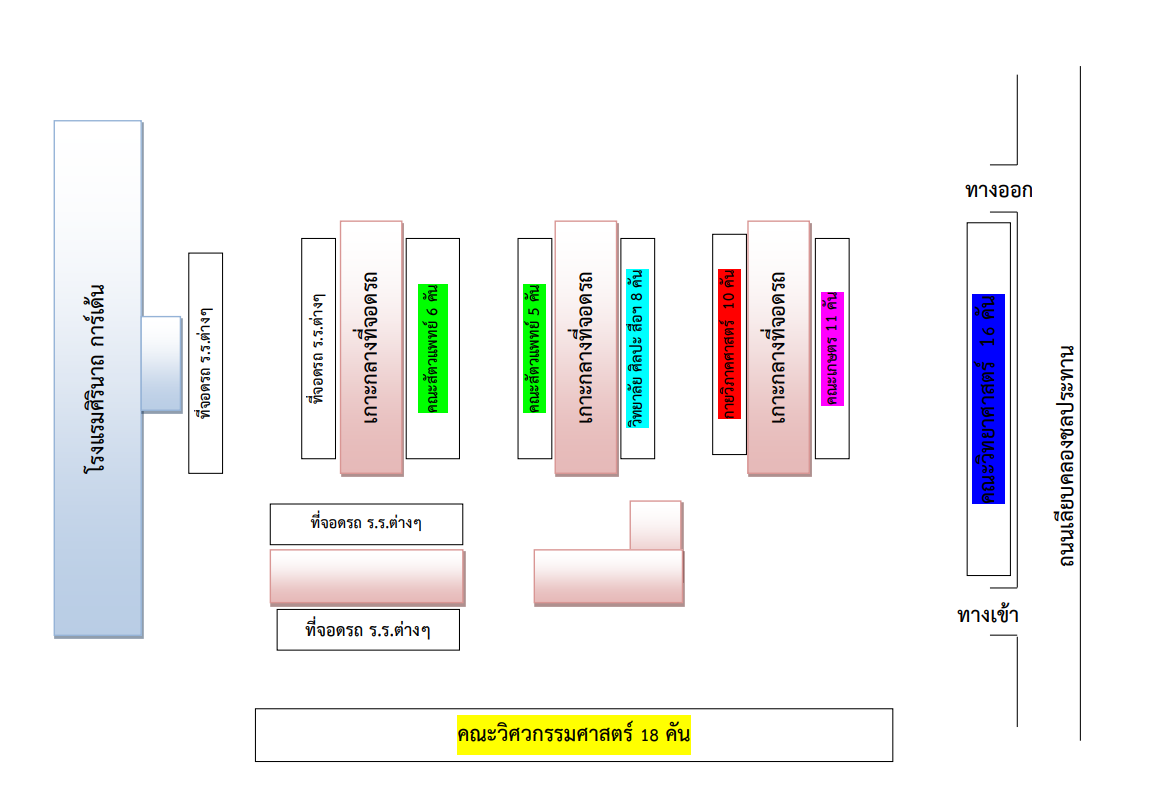 ทางออก
โรงแรมศิรินาถ การ์เด้น
ที่จอดรถ ร.ร.ต่างๆ
ที่จอดรถ ร.ร.ต่างๆ
เกาะกลางที่จอดรถ
คณะสัตวแพทย์ 6 คัน
คณะสัตวแพทย์ 5 คัน
เกาะกลางที่จอดรถ
วิทยาลัย ศิลปะ สื่อฯ 8 คัน
กายวิภาคศาสตร์ 10 คัน
เกาะกลางที่จอดรถ
คณะเกษตร 11 คัน
คณะวิทยาศาสตร์ 16 คัน
ถนนเลียบคลองชลประทาน
ที่จอดรถ ร.ร.ต่างๆ
ทางเข้า
ที่จอดรถ ร.ร.ต่างๆ
คณะวิศวกรรมศาสตร์ 18 คัน